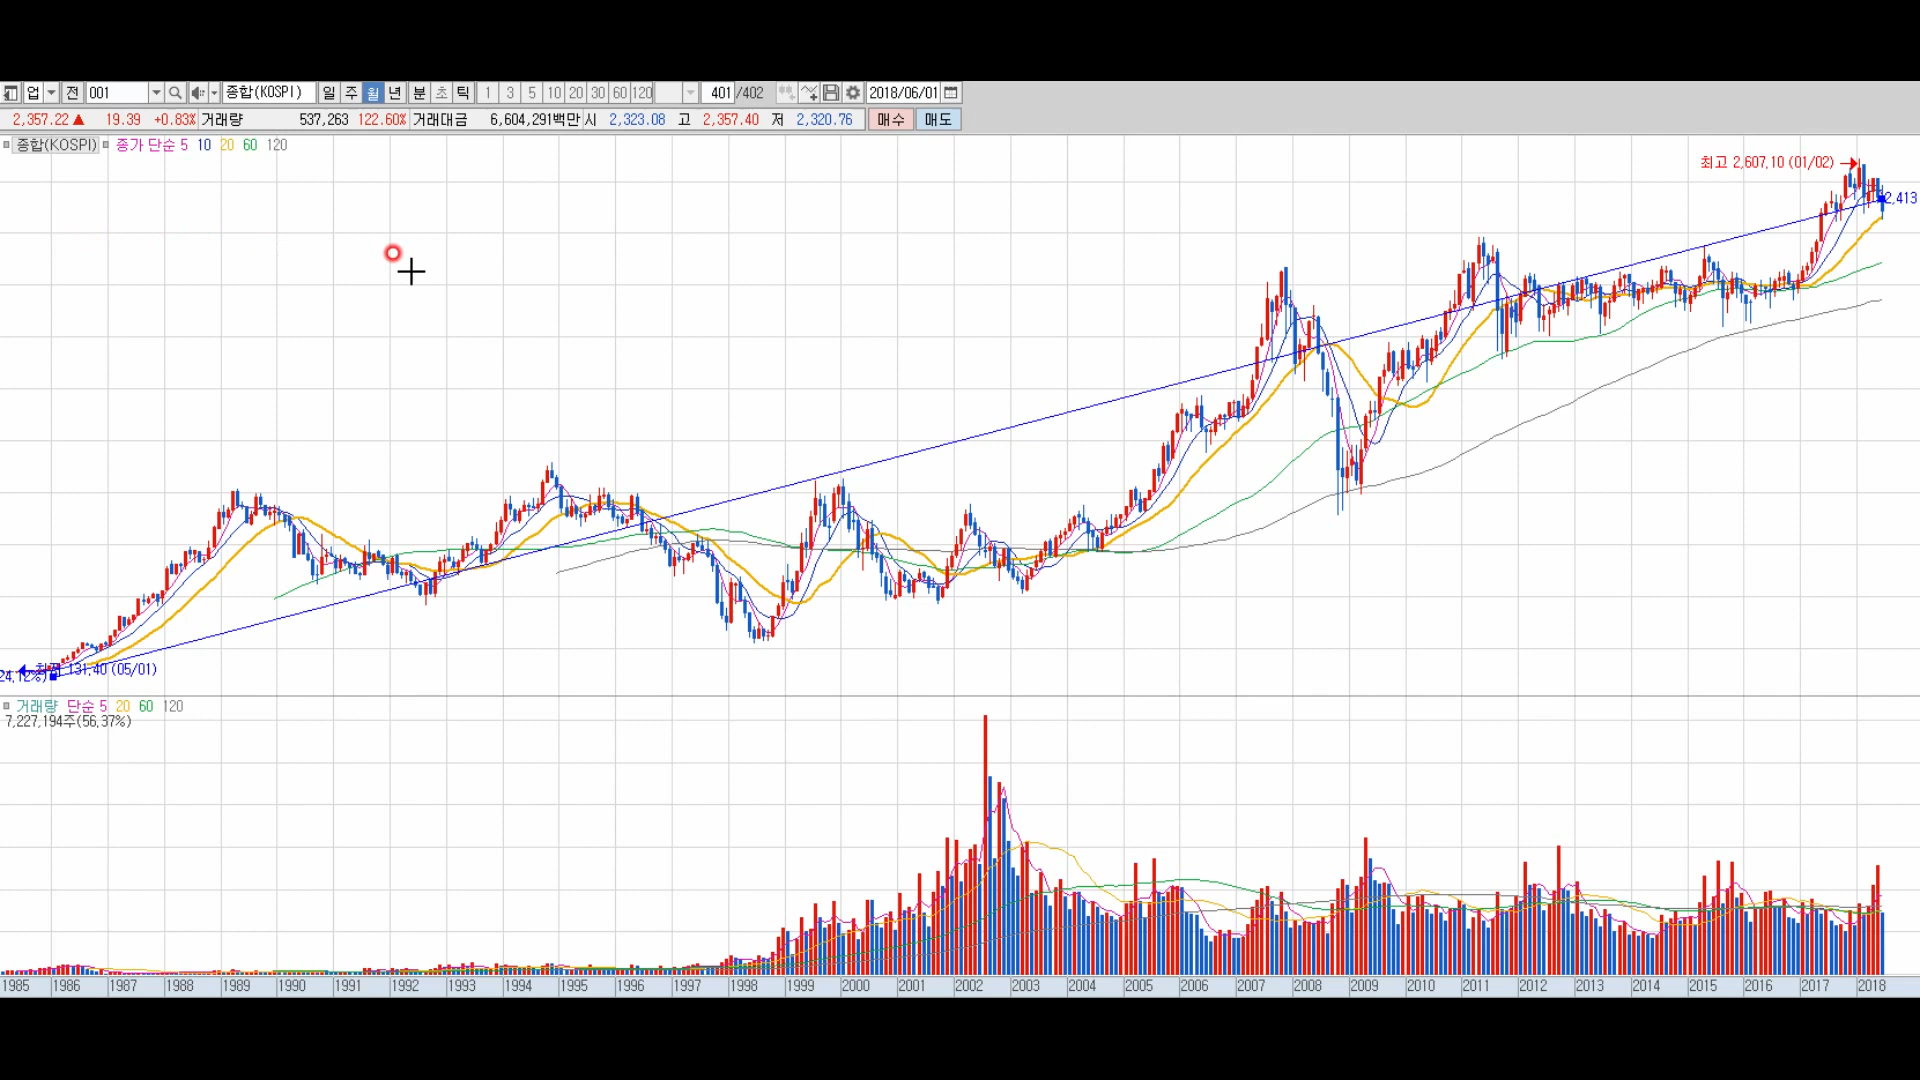 업 전 001 종합(KOSPI) 일 주 월 년 분 초 틱 1 3 5 10 20 30 60 120 401 /402 2018/06/01
2,357.22 ▲ 19.39 +0.83% 거래량 537,263 122.60% 거래대금 6,604,291백만 시 2,323.08 고 2,357.40 저 2,320.76 매수 매도
종합(KOSPI) 종가 단순 5 10 20 60 120
최고 2,607.10 (01/02)
2,413
131.40 (05/01)
24.12%)
거래량 단순 5 20 60 120
7,227,194주(56.37%)
1985 1986 1987 1988 1989 1990 1991 1992 1993 1994 1995 1996 1997 1998 1999 2000 2001 2002 2003 2004 2005 2006 2007 2008 2009 2010 2011 2012 2013 2014 2015 2016 2017 2018